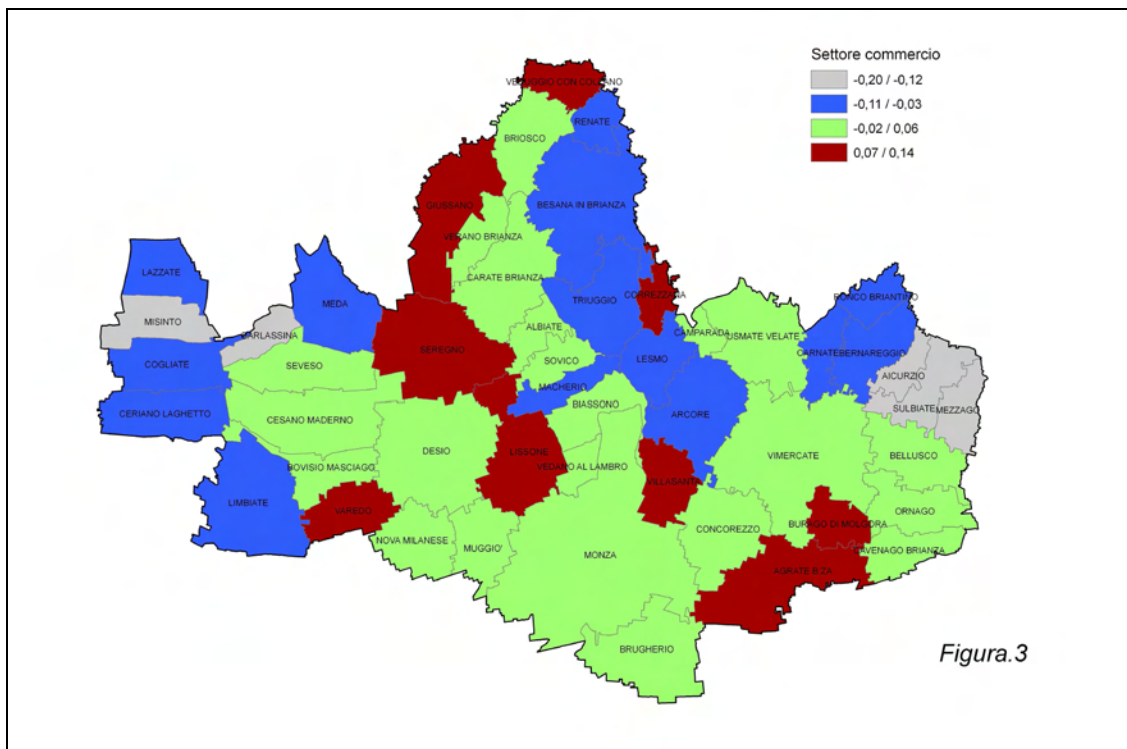 Settore commercio
-0,20 / -0,12
-0,11 / -0,03
-0,02 / 0,06
0,07 / 0,14
VEDUGGIO CON COLZANO
RENATE
BRIOSCO
GIUSSANO
BESANA IN BRIANZA
VERANO BRIANZA
LAZZATE
CARATE BRIANZA
MEDA
TRIUGGIO
CORREZZANA
RONCO BRIANTINO
MISINTO
BARLASSINA
ALBIATE
CAMPARADA
USMATE VELATE
SEREGNO
SOVICO
LESMO
CARNATE
BERNAREGGIO
COGLIATE
SEVESO
AICURZIO
MACHERIO
BIASSONO
ARCORE
SULBIATE
MEZZAGO
CERIANO LAGHETTO
CESANO MADERNO
DESIO
LISSONE
VIMERCATE
BELLUSCO
BOVISIO MASCIAGO
VEDANO AL LAMBRO
VILLASANTA
LIMBIATE
VAREDO
ORNAGO
BURAGO DI MOLGORA
CONCOREZZO
NOVA MILANESE
MUGGIO'
MONZA
CAVENAGO BRIANZA
AGRATE B.ZA
BRUGHERIO
Figura.3